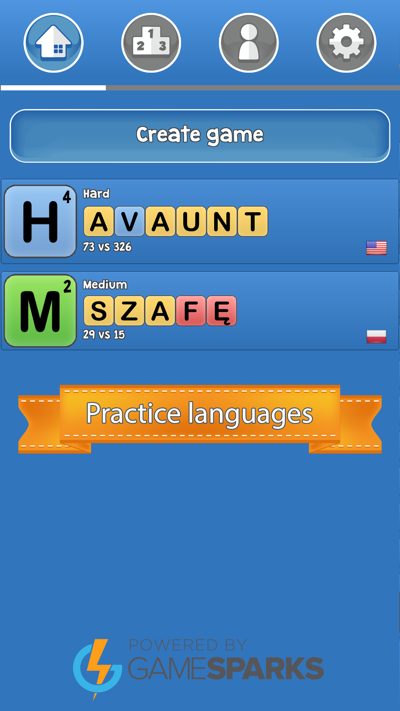 1
2 3
Create game
H 4
Hard
AVAUNT
73 vs 326
M 2
Medium
SZAFĘ
29 vs 15
Practice languages
POWERED BY
GAMESPARKS